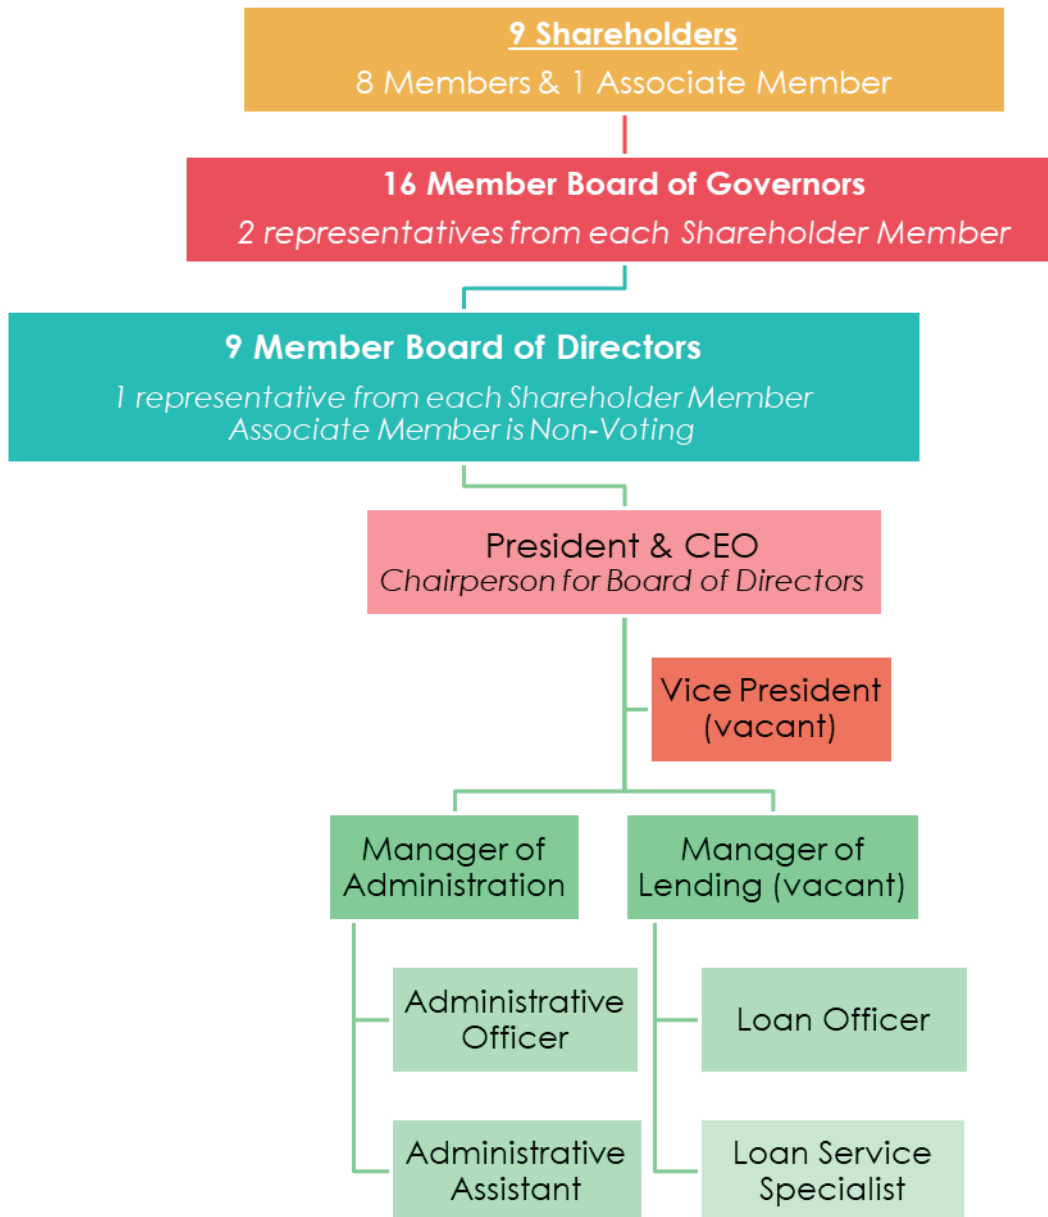 9 Shareholders
8 Members & 1 Associate Member
16 Member Board of Governors
2 representatives from each Shareholder Member
9 Member Board of Directors
1 representative from each Shareholder Member
Associate Member is Non-Voting
President & CEO
Chairperson for Board of Directors
Vice President
(vacant)
Manager of
Administration
Manager of
Lending (vacant)
Administrative
Officer
Loan Officer
Administrative
Assistant
Loan Service
Specialist